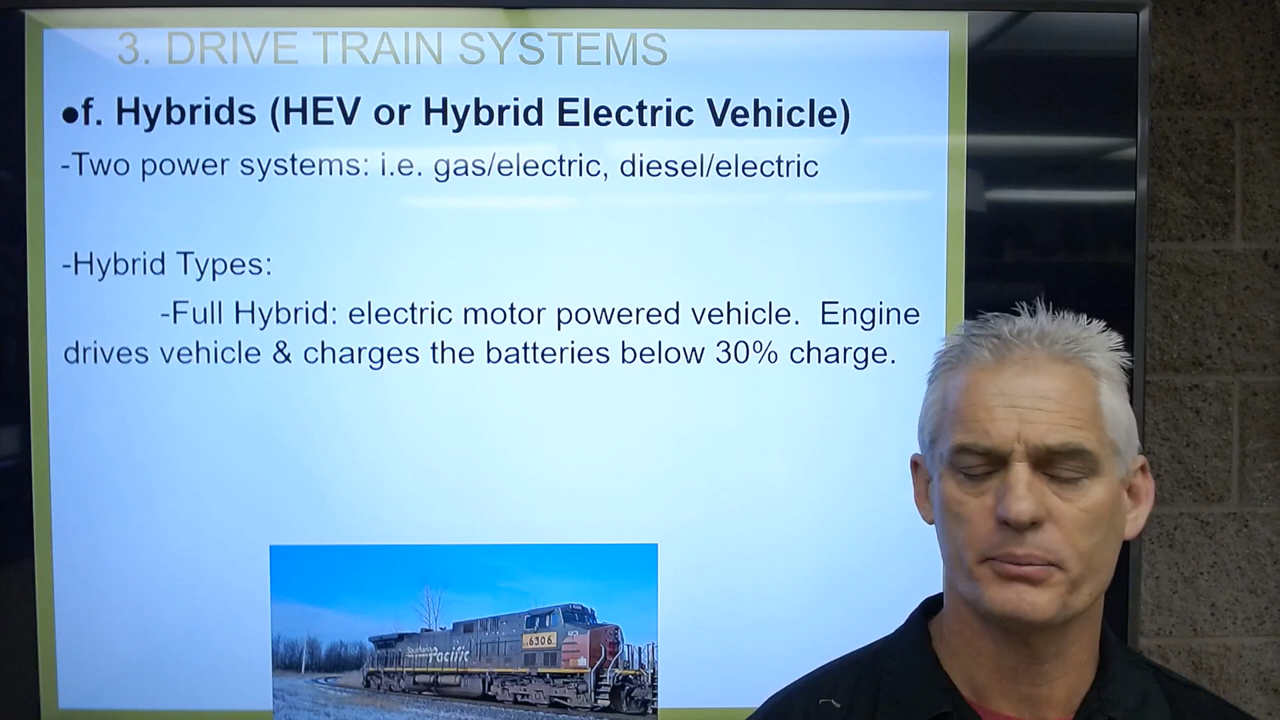 3. DRIVE TRAIN SYSTEMS
●f. Hybrids (HEV or Hybrid Electric Vehicle)
-Two power systems: i.e. gas/electric, diesel/electric
-Hybrid Types:
-Full Hybrid: electric motor powered vehicle. Engine
drives vehicle & charges the batteries below 30% charge.
6306
Southern Pacific